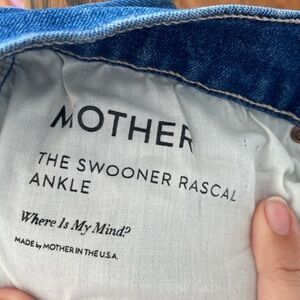 MOTHER
THE SWOONER RASCAL
ANKLE
Where Is My Mind?
MADE by MOTHER IN THE U.S.A.